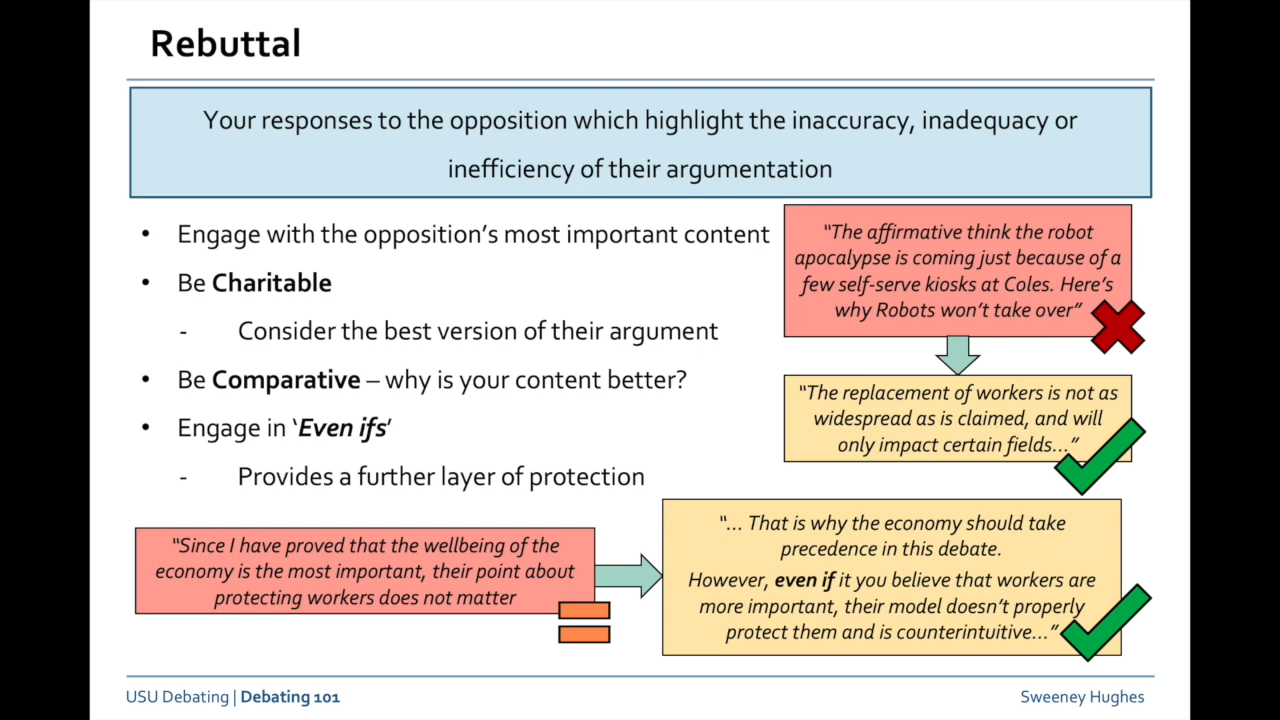 Rebuttal
Your responses to the opposition which highlight the inaccuracy, inadequacy or
inefficiency of their argumentation
• Engage with the opposition's most important content
• Be Charitable
- Consider the best version of their argument
• Be Comparative – why is your content better?
• Engage in ‘Even ifs’
- Provides a further layer of protection
“The affirmative think the robot
apocalypse is coming just because of a
few self-serve kiosks at Coles. Here's
why Robots won't take over”
“The replacement of workers is not as
widespread as is claimed, and will
only impact certain fields...”
“Since I have proved that the wellbeing of the
economy is the most important, their point about
protecting workers does not matter
“... That is why the economy should take
precedence in this debate.
However, even if it you believe that workers are
more important, their model doesn't properly
protect them and is counterintuitive...”
USU Debating | Debating 101
Sweeney Hughes